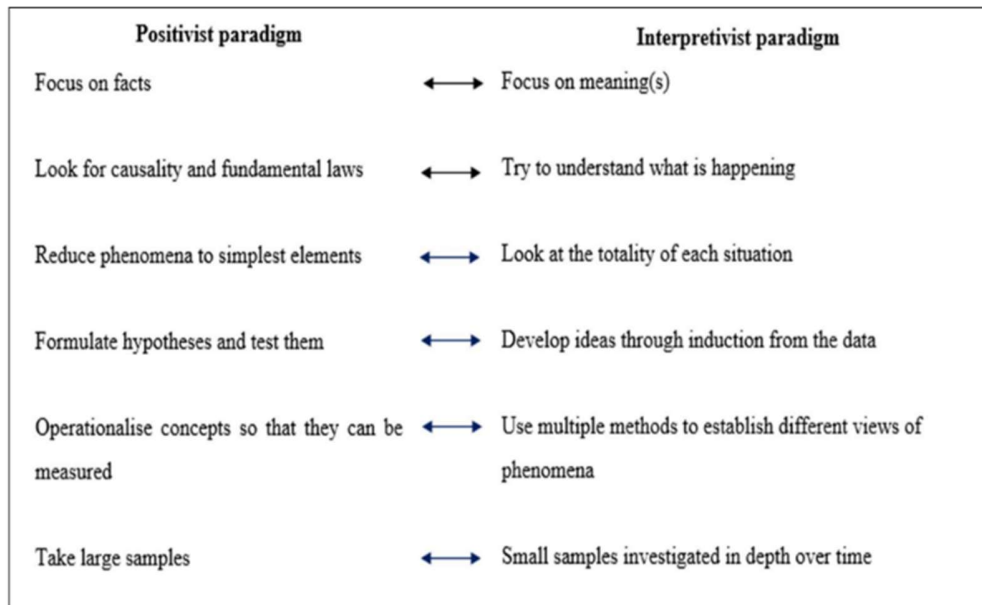 Positivist paradigm
Interpretivist paradigm
Focus on facts
Focus on meaning(s)
Look for causality and fundamental laws
Try to understand what is happening
Reduce phenomena to simplest elements
Look at the totality of each situation
Formulate hypotheses and test them
Develop ideas through induction from the data
Operationalise concepts so that they can be
measured
Use multiple methods to establish different views of
phenomena
Take large samples
Small samples investigated in depth over time